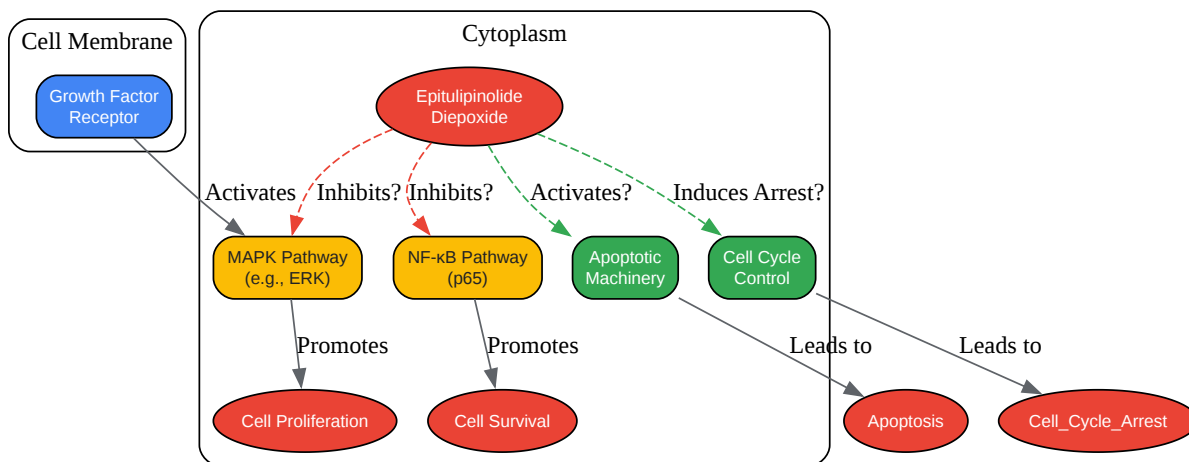 Cell Membrane
Cytoplasm
Growth Factor
Receptor
Epitulipinolide
Diepoxide
Activates
Inhibits?
Inhibits?
Activates?
Induces Arrest?
MAPK Pathway
(e.g., ERK)
NF-κB Pathway
(p65)
Apoptotic
Machinery
Cell Cycle
Control
Promotes
Promotes
Leads to
Leads to
Cell Proliferation
Cell Survival
Apoptosis
Cell_Cycle_Arrest